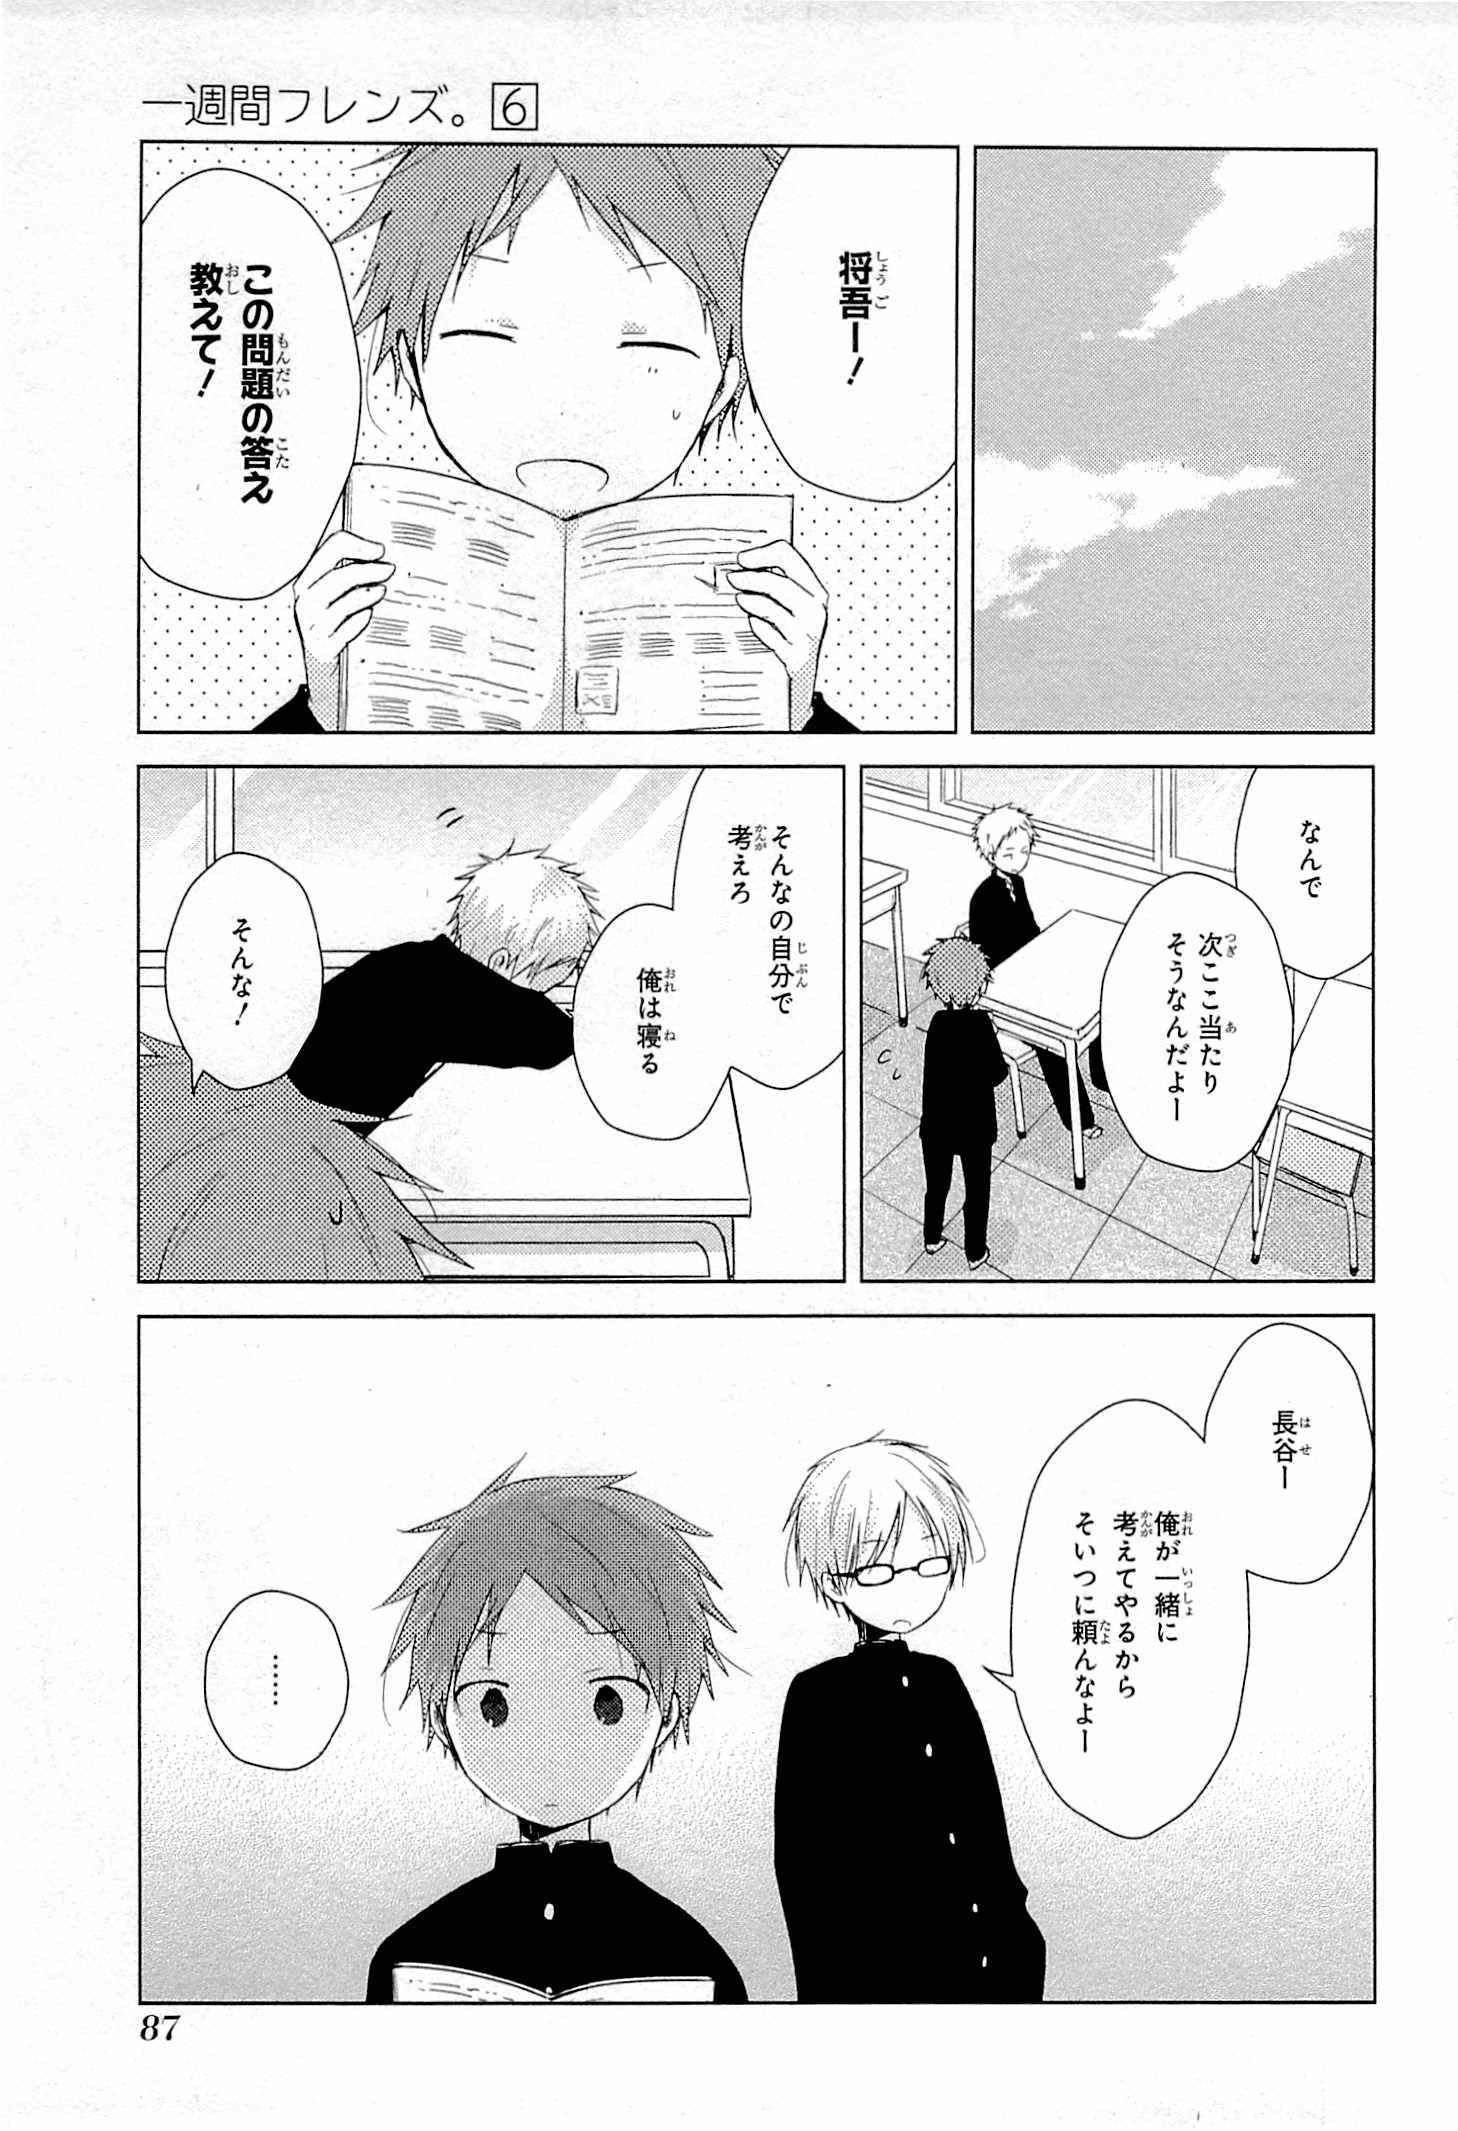 一週間フレンズ。6
将吾ー！
この問題の答え
教えて！
なんで
次ここ当たり
そうなんだよー
そんなの自分で
考えろ
俺は寝る
そんな！
長谷ー
俺が一緒に
考えてやるから
そいつに頼んなよー
……
87